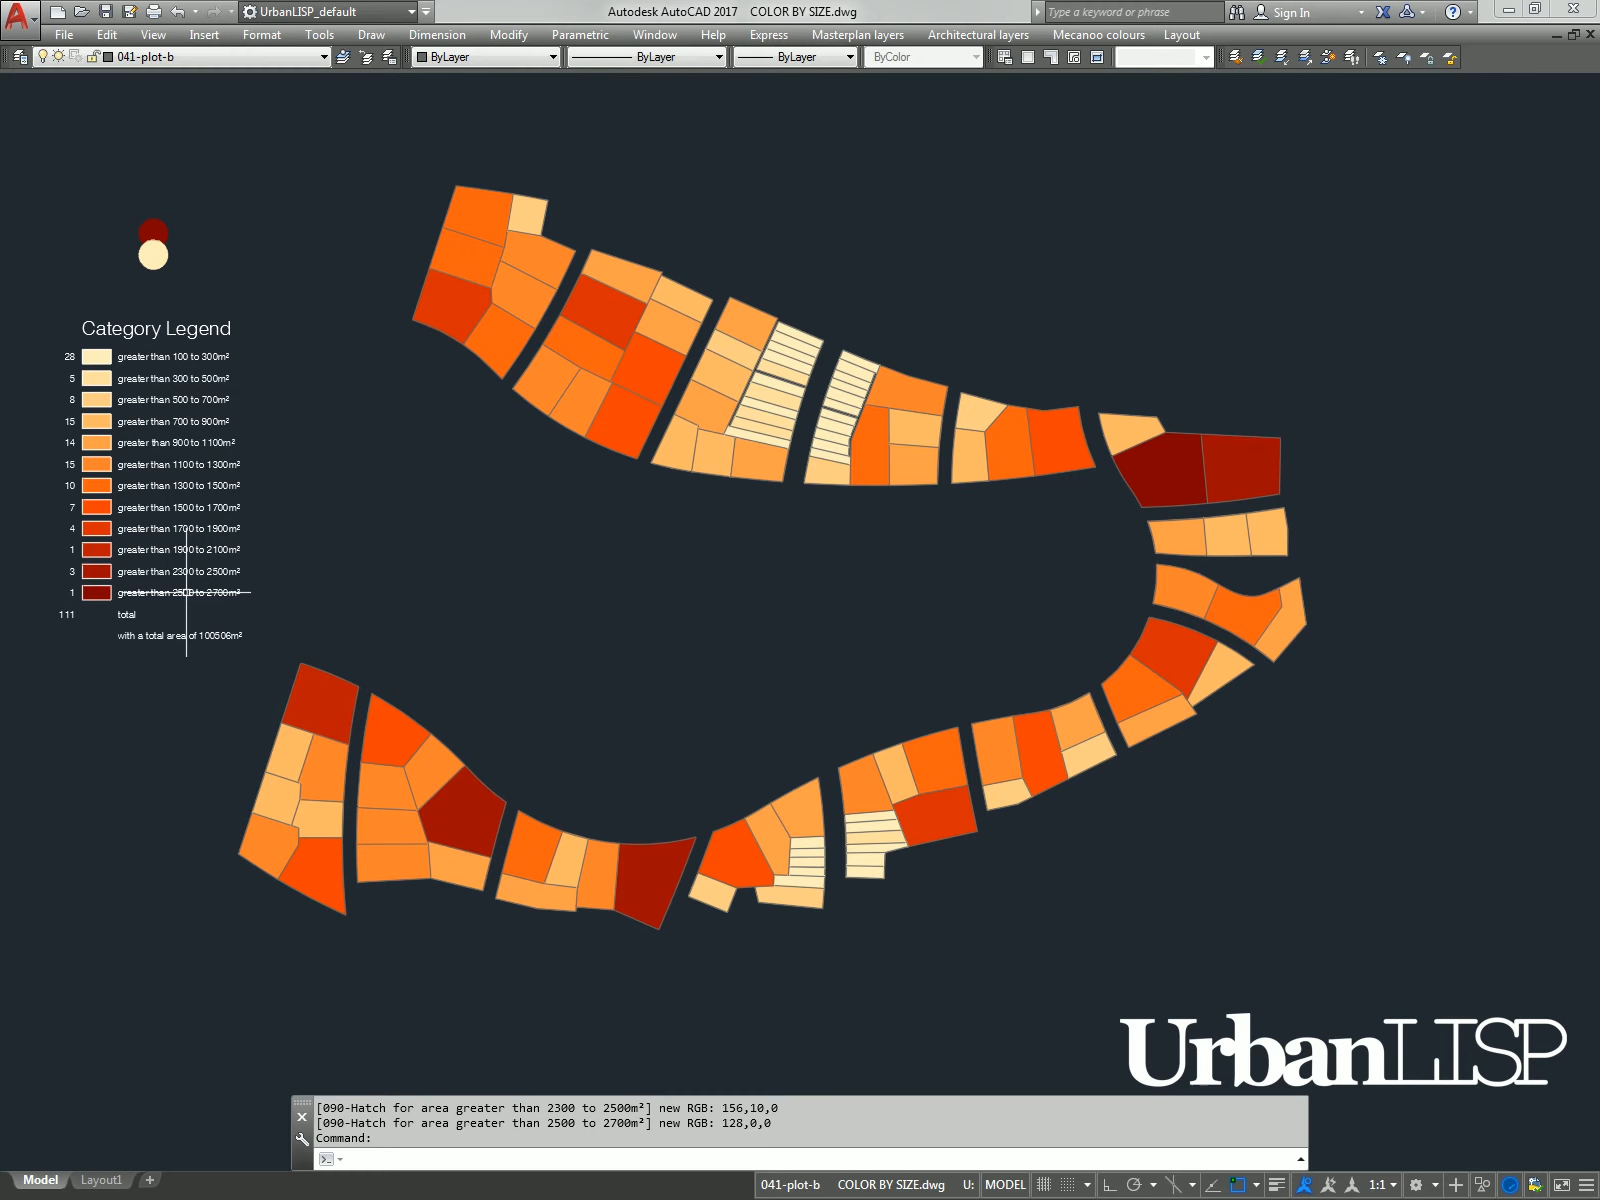 UrbanLISP_default
Autodesk AutoCAD 2017 COLOR BY SIZE.dwg
Type a keyword or phrase
Sign In
File Edit View Insert Format Tools Draw Dimension Modify Parametric Window Help Express Masterplan layers Architectural layers Mecanoo colours Layout
041-plot-b
ByLayer
ByLayer
ByLayer
ByColor
Category Legend
28 greater than 100 to 300m²
5 greater than 300 to 500m²
8 greater than 500 to 700m²
15 greater than 700 to 900m²
14 greater than 900 to 1100m²
15 greater than 1100 to 1300m²
10 greater than 1300 to 1500m²
7 greater than 1500 to 1700m²
4 greater than 1700 to 1900m²
1 greater than 1900 to 2100m²
3 greater than 2300 to 2500m²
1 greater than 2500 to 2700m²
111 total
with a total area of 100506m²
UrbanLISP
[090-Hatch for area greater than 2300 to 2500m²] new RGB: 156,10,0
[090-Hatch for area greater than 2500 to 2700m²] new RGB: 128,0,0
Command:
Model Layout1
041-plot-b COLOR BY SIZE.dwg U: MODEL 1:1